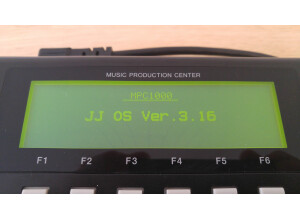 MUSIC PRODUCTION CENTER
MPC1000
JJ OS Ver.3.16
F1 F2 F3 F4 F5 F6